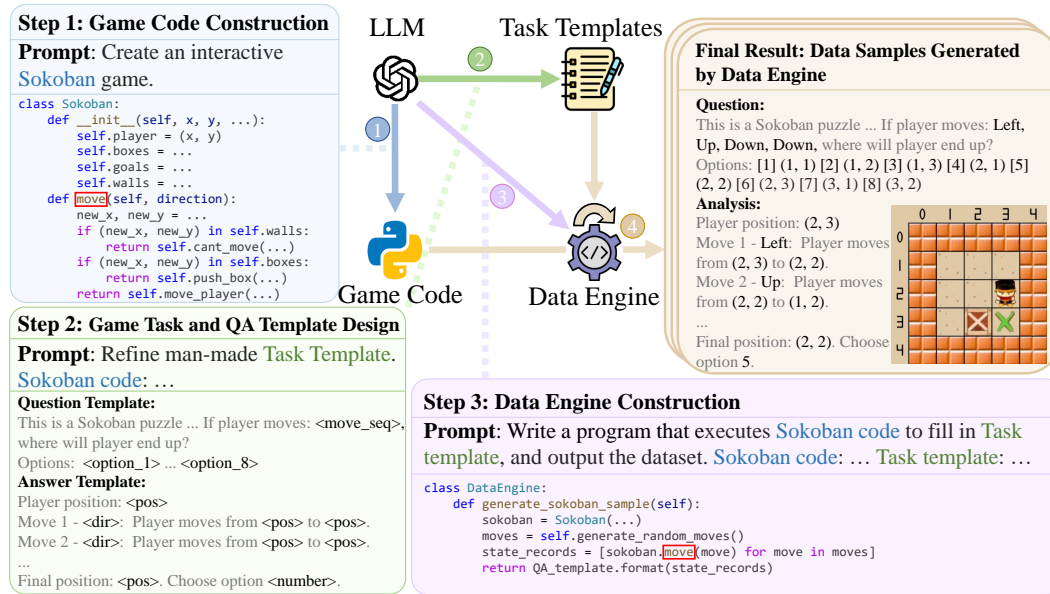 Step 1: Game Code Construction
Prompt: Create an interactive
Sokoban game.
class Sokoban:
    def __init__(self, x, y, ...):
        self.player = (x, y)
        self.boxes = ...
        self.goals = ...
        self.walls = ...
    def move(self, direction):
        new_x, new_y = ...
        if (new_x, new_y) in self.walls:
            return self.cant_move(...)
        if (new_x, new_y) in self.boxes:
            return self.push_box(...)
        return self.move_player(...)
LLM
Task Templates
1
2
3
4
Game Code
Data Engine
Step 2: Game Task and QA Template Design
Prompt: Refine man-made Task Template.
Sokoban code: …
Question Template:
This is a Sokoban puzzle ... If player moves: <move_seq>,
where will player end up?
Options: <option_1> ... <option_8>
Answer Template:
Player position: <pos>
Move 1 - <dir>: Player moves from <pos> to <pos>.
Move 2 - <dir>: Player moves from <pos> to <pos>.
...
Final position: <pos>. Choose option <number>.
Step 3: Data Engine Construction
Prompt: Write a program that executes Sokoban code to fill in Task
template, and output the dataset. Sokoban code: … Task template: …
class DataEngine:
    def generate_sokoban_sample(self):
        sokoban = Sokoban(...)
        moves = self.generate_random_moves()
        state_records = [sokoban.move(move) for move in moves]
        return QA_template.format(state_records)
Final Result: Data Samples Generated
by Data Engine
Question:
This is a Sokoban puzzle ... If player moves: Left,
Up, Down, Down, where will player end up?
Options: [1] (1, 1) [2] (1, 2) [3] (1, 3) [4] (2, 1) [5]
(2, 2) [6] (2, 3) [7] (3, 1) [8] (3, 2)
Analysis:
Player position: (2, 3)
Move 1 - Left: Player moves
from (2, 3) to (2, 2).
Move 2 - Up: Player moves
from (2, 2) to (1, 2).
...
Final position: (2, 2). Choose
option 5.
0 1 2 3 4
0
1
2
3
4